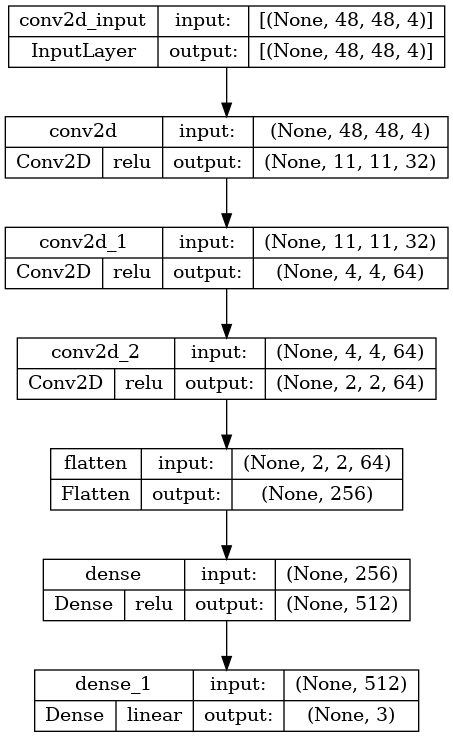 conv2d_input input: [(None, 48, 48, 4)]
InputLayer output: [(None, 48, 48, 4)]
conv2d input: (None, 48, 48, 4)
Conv2D relu output: (None, 11, 11, 32)
conv2d_1 input: (None, 11, 11, 32)
Conv2D relu output: (None, 4, 4, 64)
conv2d_2 input: (None, 4, 4, 64)
Conv2D relu output: (None, 2, 2, 64)
flatten input: (None, 2, 2, 64)
Flatten output: (None, 256)
dense input: (None, 256)
Dense relu output: (None, 512)
dense_1 input: (None, 512)
Dense linear output: (None, 3)